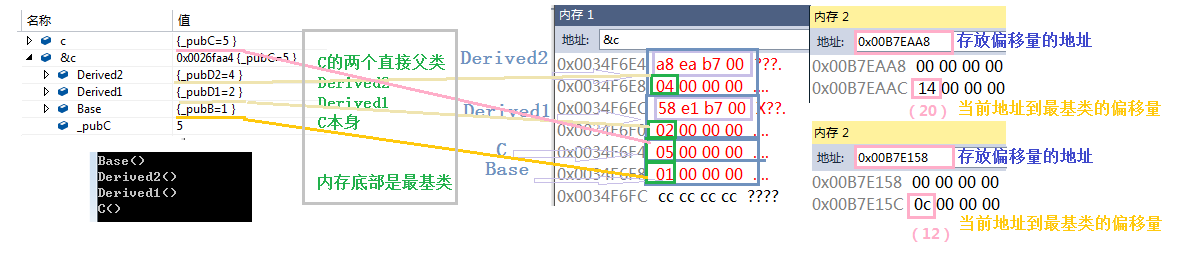 名称 值
c {_pubC=5 }
&c 0x0026faa4 {_pubC=5 }
Derived2 {_pubD2=4 }
Derived1 {_pubD1=2 }
Base {_pubB=1 }
_pubC 5
Base()
Derived2()
Derived1()
C()
C的两个直接父类
Derived2
Derived1
C本身
内存底部是最基类
Derived2
Derived1
C
Base
内存 1
地址: &c
0x0034F6E4 a8 ea b7 00 ???.
0x0034F6E8 04 00 00 00 ....
0x0034F6EC 58 e1 b7 00 X??.
0x0034F6F0 02 00 00 00 ....
0x0034F6F4 05 00 00 00 ....
0x0034F6F8 01 00 00 00 ....
0x0034F6FC cc cc cc cc ????
内存 2
地址: 0x00B7EAA8 存放偏移量的地址
0x00B7EAA8 00 00 00 00
0x00B7EAAC 14 00 00 00
(20) 当前地址到最基类的偏移量
内存 2
地址: 0x00B7E158 存放偏移量的地址
0x00B7E158 00 00 00 00
0x00B7E15C 0c 00 00 00
(12) 当前地址到最基类的偏移量